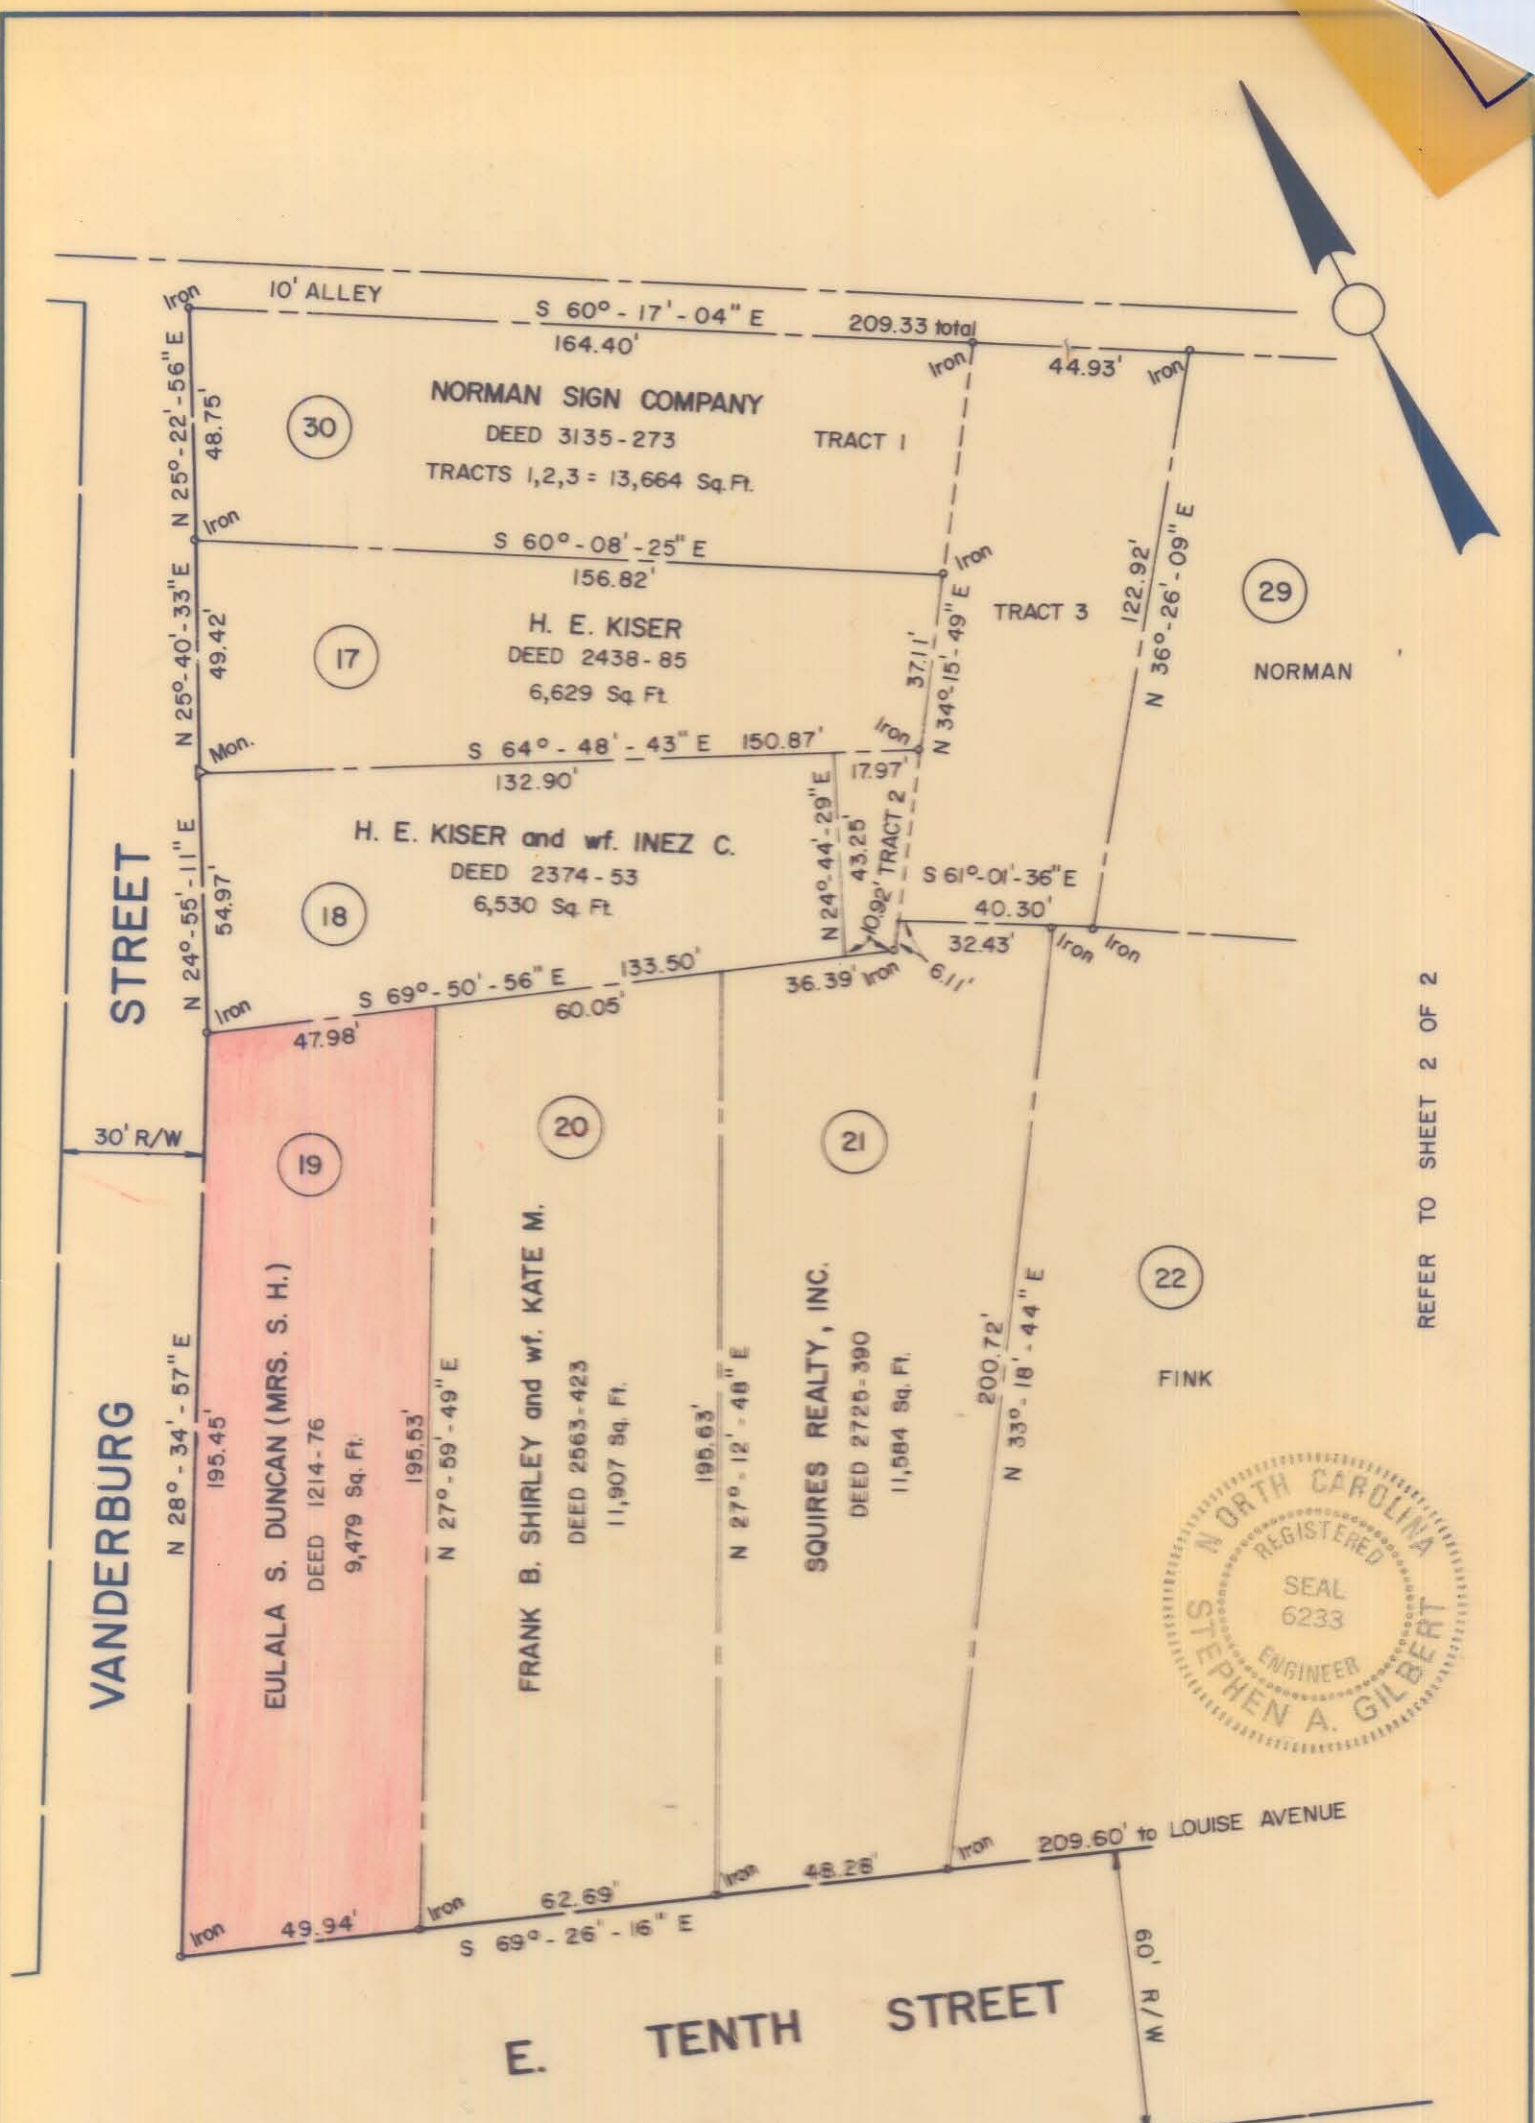 10' ALLEY
Iron
S 60° - 17' - 04" E
209.33 total
164.40'
Iron
44.93'
Iron
N 25° - 22' - 56" E
48.75'
30
NORMAN SIGN COMPANY
DEED 3135 - 273
TRACTS 1,2,3 = 13,664 Sq. Ft.
TRACT 1
Iron
S 60° - 08' - 25" E
156.82'
Iron
N 25° - 40' - 33" E
49.42'
17
H. E. KISER
DEED 2438 - 85
6,629 Sq. Ft.
37.11'
N 34° - 15' - 49" E
TRACT 3
122.92'
N 36° - 26' - 09" E
29
NORMAN
Mon.
S 64° - 48' - 43" E 150.87'
132.90'
Iron
17.97'
N 24° - 55' - 11" E
54.97'
H. E. KISER and wf. INEZ C.
DEED 2374 - 53
6,530 Sq. Ft.
18
N 24° - 44' - 29" E
43.25'
10.92'
TRACT 2
S 61° - 01' - 36" E
40.30'
32.43'
Iron
Iron
6.11'
Iron
S 69° - 50' - 56" E
133.50'
Iron
47.98'
60.05'
36.39'
30' R/W
VANDERBURG STREET
N 28° - 34' - 57" E
195.45'
19
EULALA S. DUNCAN (MRS. S. H.)
DEED 1214 - 76
9,479 Sq. Ft.
195.53'
N 27° - 59' - 49" E
20
FRANK B. SHIRLEY and wf. KATE M.
DEED 2563 - 423
11,907 Sq. Ft.
195.63'
N 27° - 12' - 48" E
21
SQUIRES REALTY, INC.
DEED 2725 - 390
11,584 Sq. Ft.
200.72'
N 33° - 18' - 44" E
22
FINK
REFER TO SHEET 2 OF 2
NORTH CAROLINA
REGISTERED
SEAL
6233
ENGINEER
STEPHEN A. GILBERT
Iron
49.94'
Iron
62.69'
Iron
48.28'
Iron
209.60' to LOUISE AVENUE
S 69° - 26' - 16" E
60' R/W
E. TENTH STREET